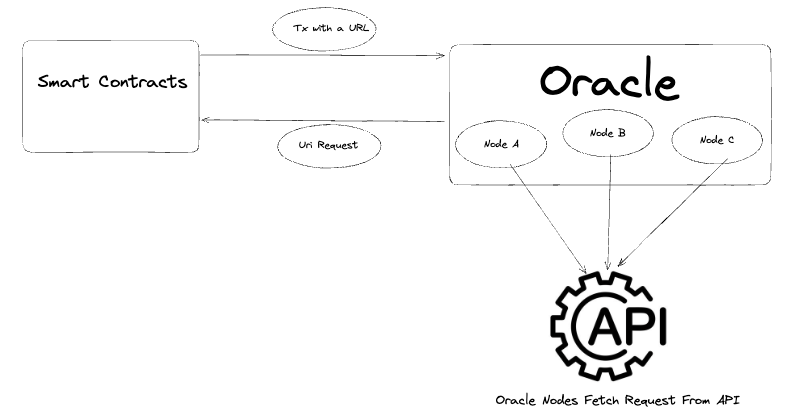 Tx with a URL
Smart Contracts
Oracle
Uri Request
Node A
Node B
Node C
API
Oracle Nodes Fetch Request From API